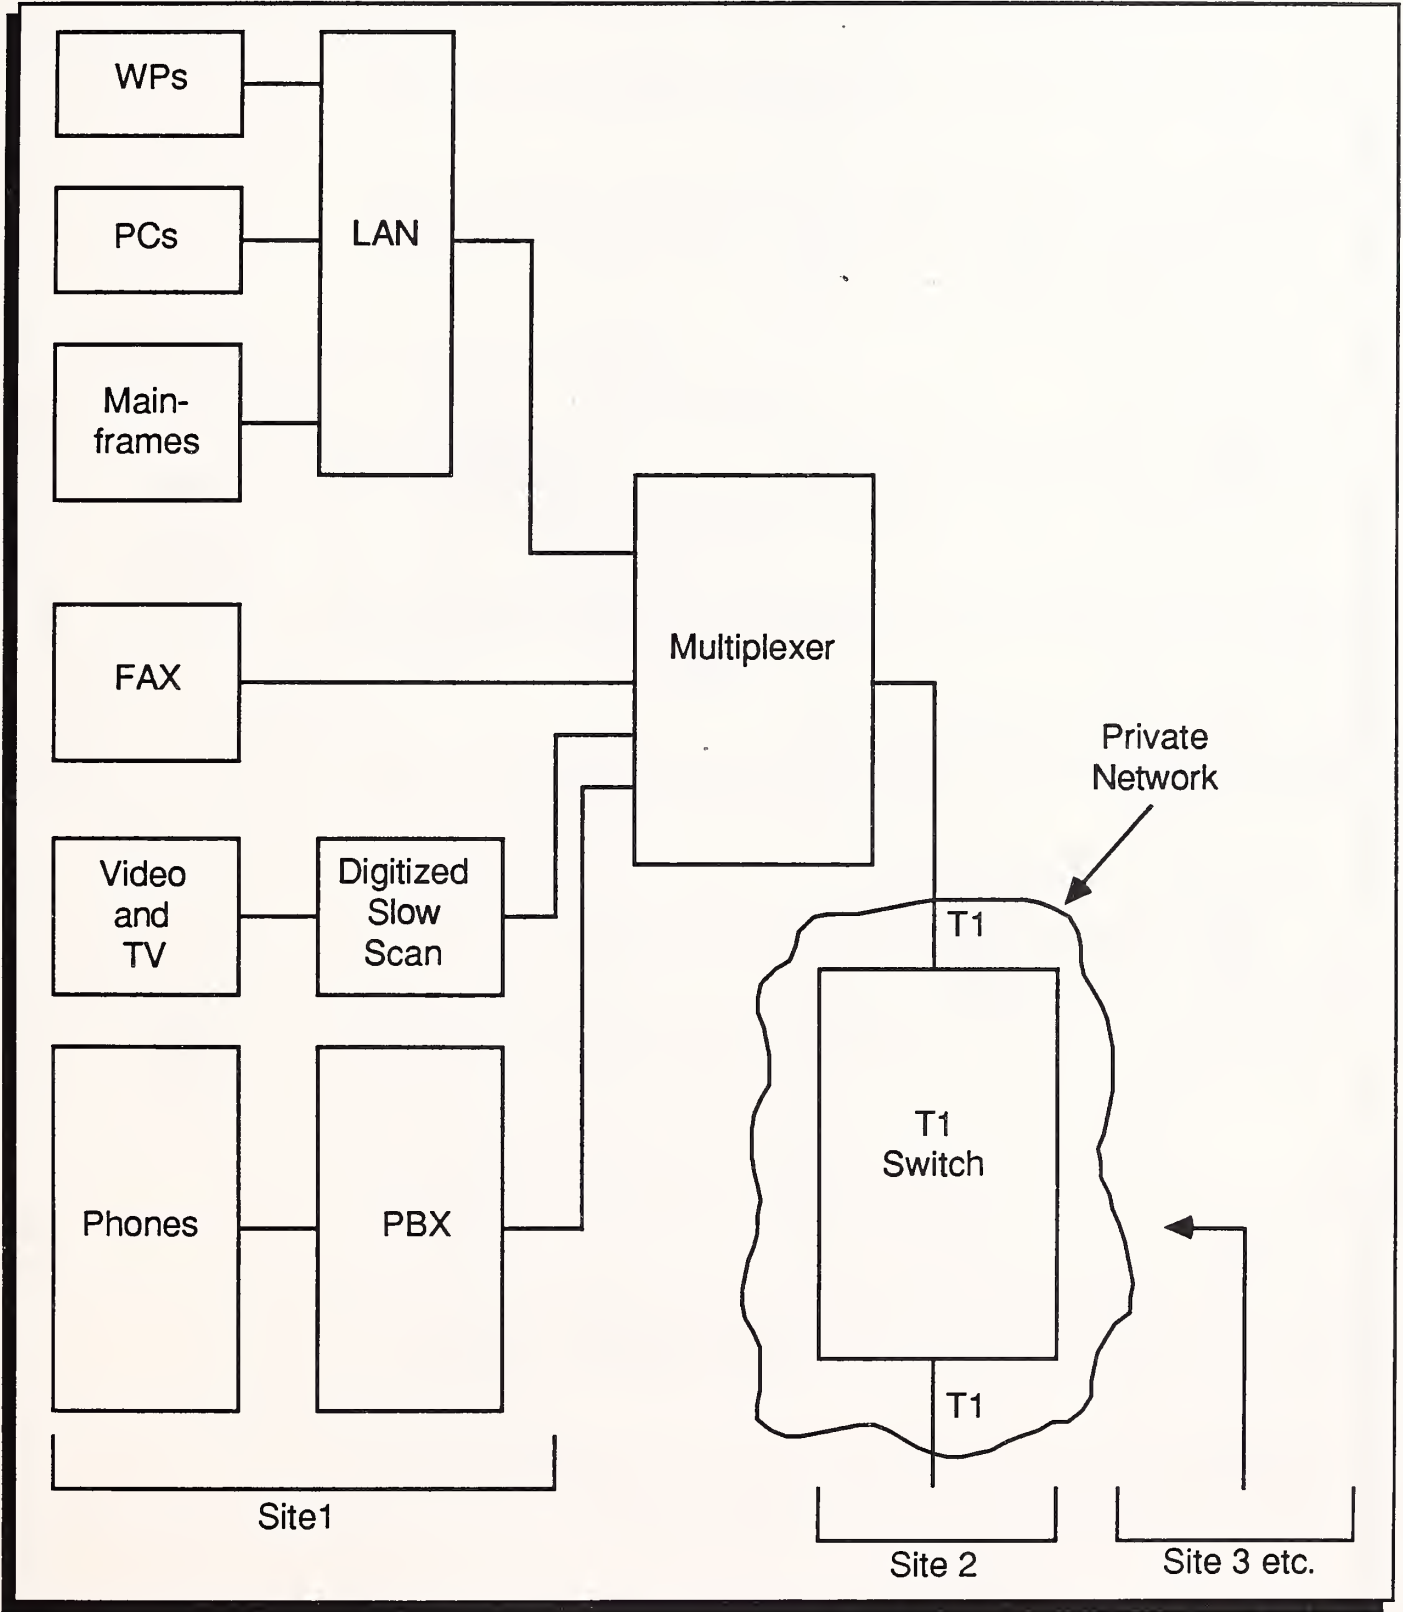 WPs
PCs
LAN
Main-
frames
FAX
Multiplexer
Private
Network
Video
and
TV
Digitized
Slow
Scan
T1
T1
Switch
Phones
PBX
T1
Site1
Site 2
Site 3 etc.